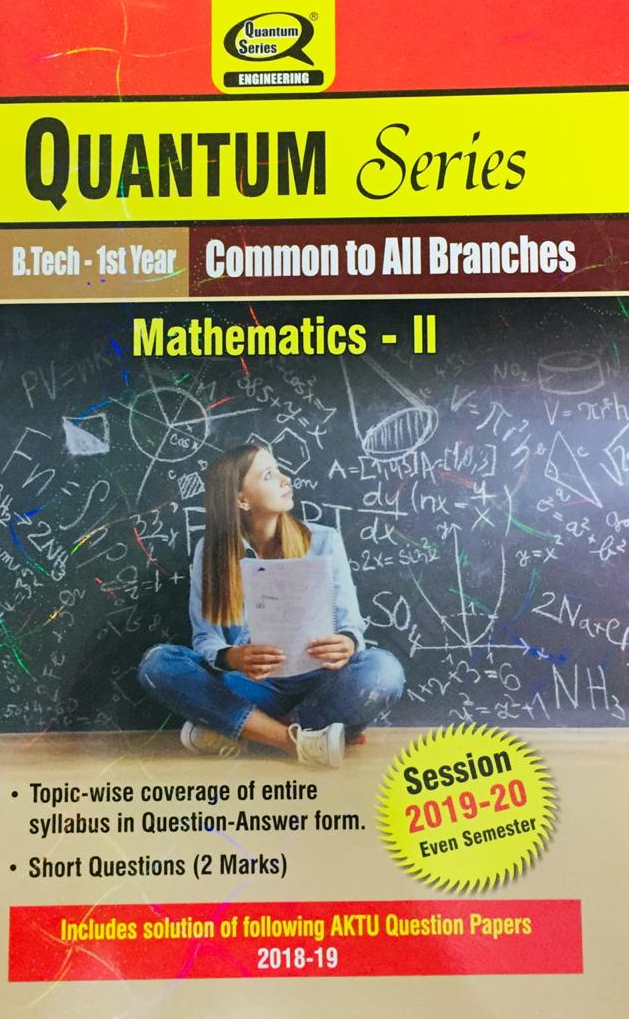 Quantum
Series
®
ENGINEERING
QUANTUM Series
B.Tech - 1st Year
Common to All Branches
Mathematics - II
• Topic-wise coverage of entire
syllabus in Question-Answer form.
• Short Questions (2 Marks)
Session
2019-20
Even Semester
Includes solution of following AKTU Question Papers
2018-19